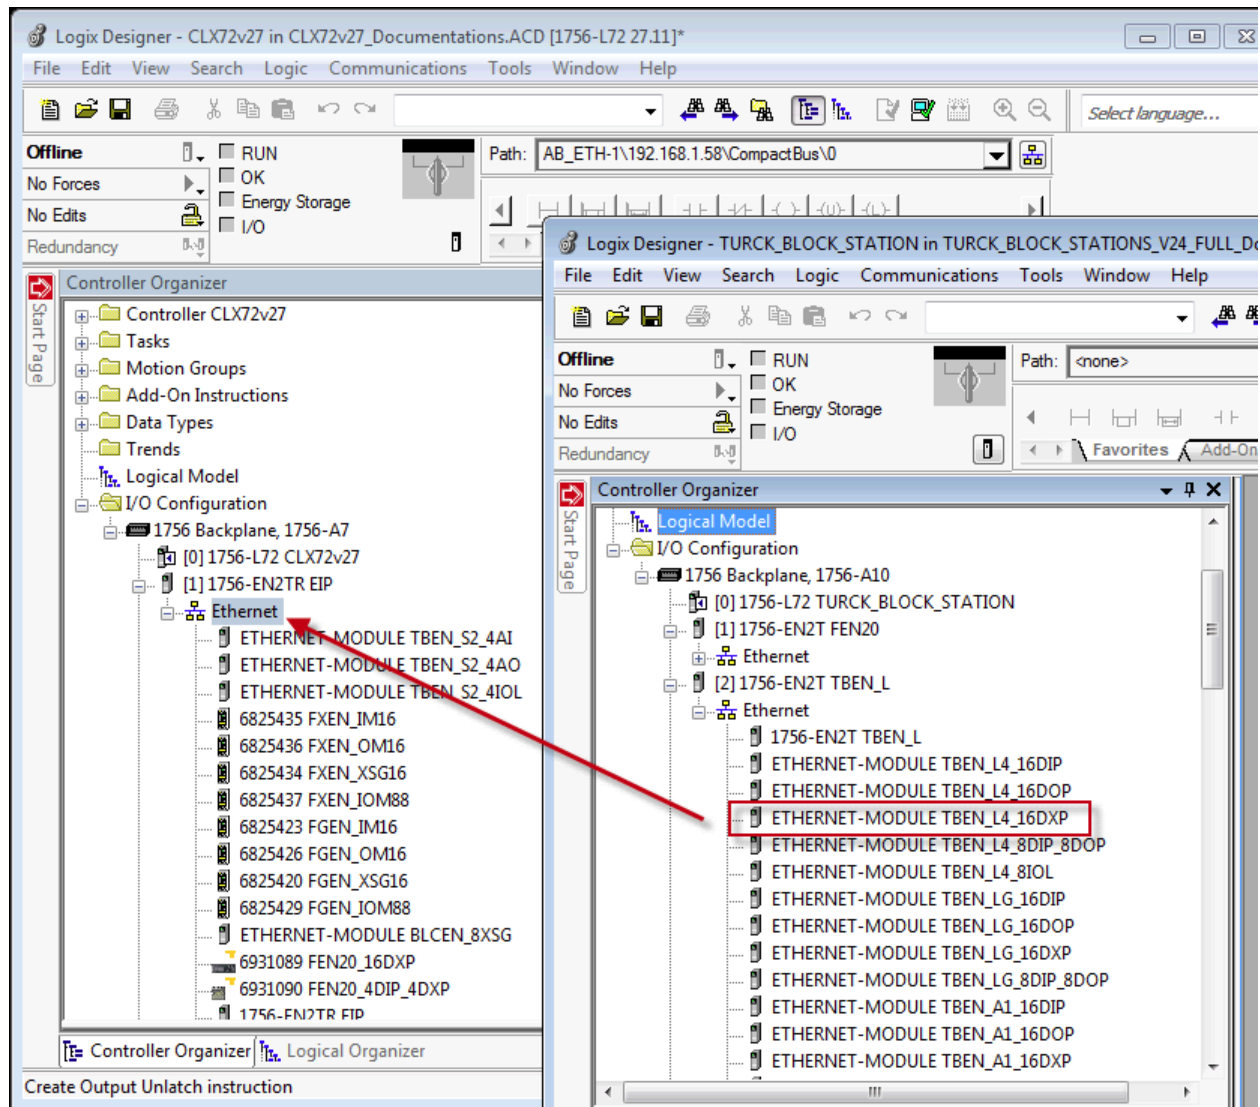 Logix Designer - CLX72v27 in CLX72v27_Documentations.ACD [1756-L72 27.11]*
File Edit View Search Logic Communications Tools Window Help
Select language...
Offline
RUN
No Forces
OK
No Edits
Energy Storage
Redundancy
I/O
Path: AB_ETH-1\192.168.1.58\CompactBus\0
Start Page
Controller Organizer
Controller CLX72v27
Tasks
Motion Groups
Add-On Instructions
Data Types
Trends
Logical Model
I/O Configuration
1756 Backplane, 1756-A7
[0] 1756-L72 CLX72v27
[1] 1756-EN2TR EIP
Ethernet
ETHERNET-MODULE TBEN_S2_4AI
ETHERNET-MODULE TBEN_S2_4AO
ETHERNET-MODULE TBEN_S2_4IOL
6825435 FXEN_IM16
6825436 FXEN_OM16
6825434 FXEN_XSG16
6825437 FXEN_IOM88
6825423 FGEN_IM16
6825426 FGEN_OM16
6825420 FGEN_XSG16
6825429 FGEN_IOM88
ETHERNET-MODULE BLCEN_8XSG
6931089 FEN20_16DXP
6931090 FEN20_4DIP_4DXP
1756-EN2TR EIP
Controller Organizer Logical Organizer
Create Output Unlatch instruction
Logix Designer - TURCK_BLOCK_STATION in TURCK_BLOCK_STATIONS_V24_FULL_Do
File Edit View Search Logic Communications Tools Window Help
Offline
RUN
No Forces
OK
No Edits
Energy Storage
Redundancy
I/O
Path: <none>
Favorites Add-On
Start Page
Controller Organizer
Logical Model
I/O Configuration
1756 Backplane, 1756-A10
[0] 1756-L72 TURCK_BLOCK_STATION
[1] 1756-EN2T FEN20
Ethernet
[2] 1756-EN2T TBEN_L
Ethernet
1756-EN2T TBEN_L
ETHERNET-MODULE TBEN_L4_16DIP
ETHERNET-MODULE TBEN_L4_16DOP
ETHERNET-MODULE TBEN_L4_16DXP
ETHERNET-MODULE TBEN_L4_8DIP_8DOP
ETHERNET-MODULE TBEN_L4_8IOL
ETHERNET-MODULE TBEN_LG_16DIP
ETHERNET-MODULE TBEN_LG_16DOP
ETHERNET-MODULE TBEN_LG_16DXP
ETHERNET-MODULE TBEN_LG_8DIP_8DOP
ETHERNET-MODULE TBEN_A1_16DIP
ETHERNET-MODULE TBEN_A1_16DOP
ETHERNET-MODULE TBEN_A1_16DXP